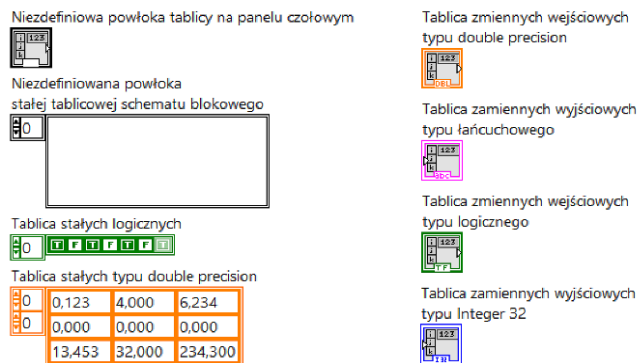 Niezdefiniowa powłoka tablicy na panelu czołowym
i 123
j
k
Niezdefiniowana powłoka
stałej tablicowej schematu blokowego
0
Tablica stałych logicznych
0 T F T F T F T
Tablica stałych typu double precision
0 0,123 4,000 6,234
0 0,000 0,000 0,000
13,453 32,000 234,300
Tablica zmiennych wejściowych
typu double precision
i 123
j
k
DBL
Tablica zamiennych wyjściowych
typu łańcuchowego
i 123
j
k
abc
Tablica zmiennych wejściowych
typu logicznego
i 123
j
k
TF
Tablica zamiennych wyjściowych
typu Integer 32
i 123
j
k